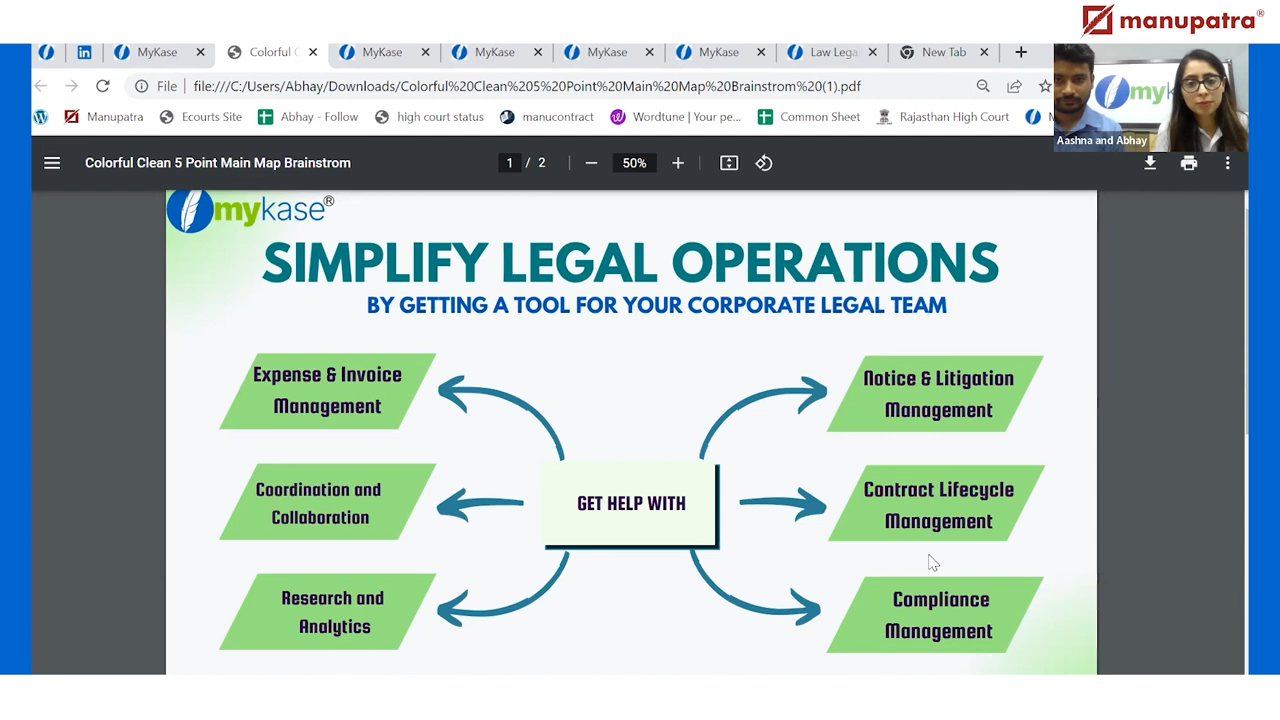 manupatra®
MyKase
Colorful C
MyKase
MyKase
MyKase
MyKase
Law Lega
New Tab
File
file:///C:/Users/Abhay/Downloads/Colorful%20Clean%205%20Point%20Main%20Map%20Brainstrom%20(1).pdf
Manupatra
Ecourts Site
Abhay - Follow
high court status
manucontract
Wordtune | Your pe...
Common Sheet
Rajasthan High Court
Aashna and Abhay
Colorful Clean 5 Point Main Map Brainstrom
1 / 2
50%
mykase®
SIMPLIFY LEGAL OPERATIONS
BY GETTING A TOOL FOR YOUR CORPORATE LEGAL TEAM
Expense & Invoice
Management
Coordination and
Collaboration
Research and
Analytics
GET HELP WITH
Notice & Litigation
Management
Contract Lifecycle
Management
Compliance
Management